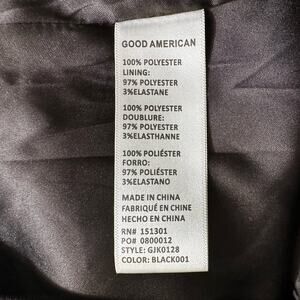 GOOD AMERICAN
100% POLYESTER
LINING:
97% POLYESTER
3%ELASTANE
100% POLYESTER
DOUBLURE:
97% POLYESTER
3%ELASTHANNE
100% POLIÉSTER
FORRO:
97% POLIÉSTER
3%ELASTANO
MADE IN CHINA
FABRIQUÉ EN CHINE
HECHO EN CHINA
RN# 151301
PO# 0800012
STYLE: GJK0128
COLOR: BLACK001